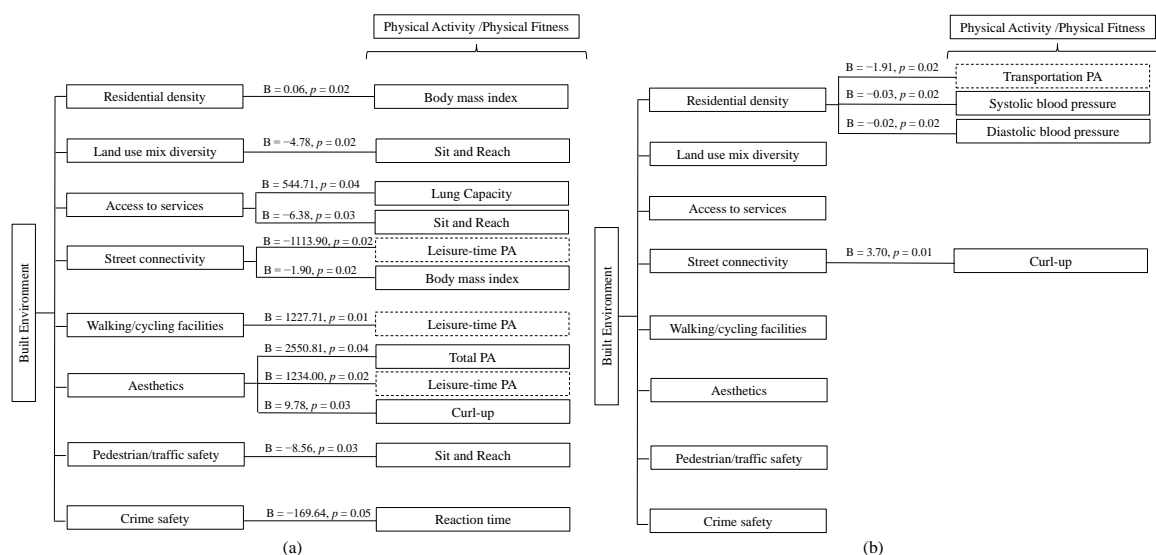 Physical Activity /Physical Fitness
Residential density
B = 0.06, p = 0.02
Body mass index
Land use mix diversity
B = −4.78, p = 0.02
Sit and Reach
Access to services
B = 544.71, p = 0.04
Lung Capacity
B = −6.38, p = 0.03
Sit and Reach
Street connectivity
B = −1113.90, p = 0.02
Leisure-time PA
B = −1.90, p = 0.02
Body mass index
Built Environment
Walking/cycling facilities
B = 1227.71, p = 0.01
Leisure-time PA
Aesthetics
B = 2550.81, p = 0.04
Total PA
B = 1234.00, p = 0.02
Leisure-time PA
B = 9.78, p = 0.03
Curl-up
Pedestrian/traffic safety
B = −8.56, p = 0.03
Sit and Reach
Crime safety
B = −169.64, p = 0.05
Reaction time
(a)
Physical Activity /Physical Fitness
Residential density
B = −1.91, p = 0.02
Transportation PA
B = −0.03, p = 0.02
Systolic blood pressure
B = −0.02, p = 0.02
Diastolic blood pressure
Land use mix diversity
Access to services
Street connectivity
B = 3.70, p = 0.01
Curl-up
Built Environment
Walking/cycling facilities
Aesthetics
Pedestrian/traffic safety
Crime safety
(b)